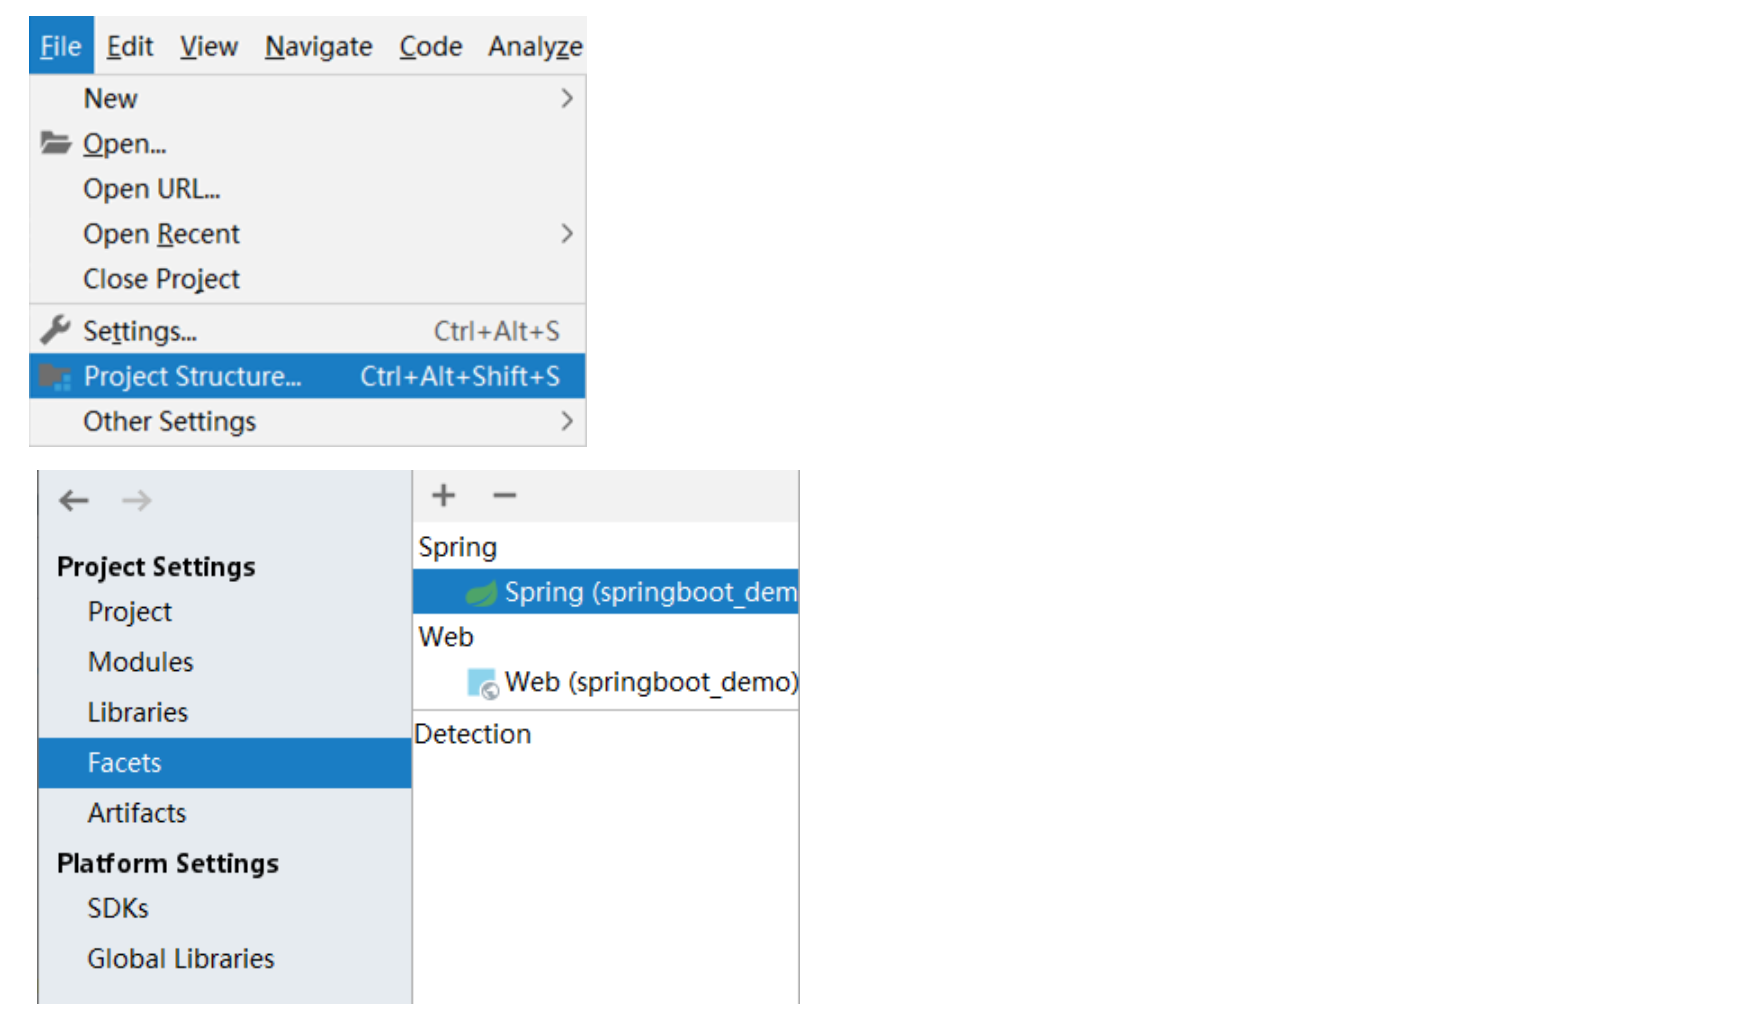 File Edit View Navigate Code Analyze
New
Open...
Open URL...
Open Recent
Close Project
Settings... Ctrl+Alt+S
Project Structure... Ctrl+Alt+Shift+S
Other Settings
Project Settings
Project
Modules
Libraries
Facets
Artifacts
Platform Settings
SDKs
Global Libraries
Spring
Spring (springboot_dem
Web
Web (springboot_demo)
Detection